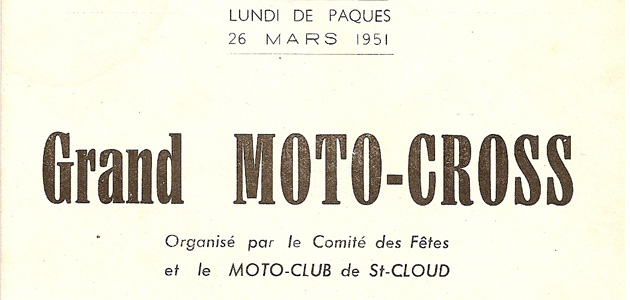 LUNDI DE PAQUES
26 MARS 1951
Grand MOTO-CROSS
Organisé par le Comité des Fêtes
et le MOTO-CLUB de St-CLOUD